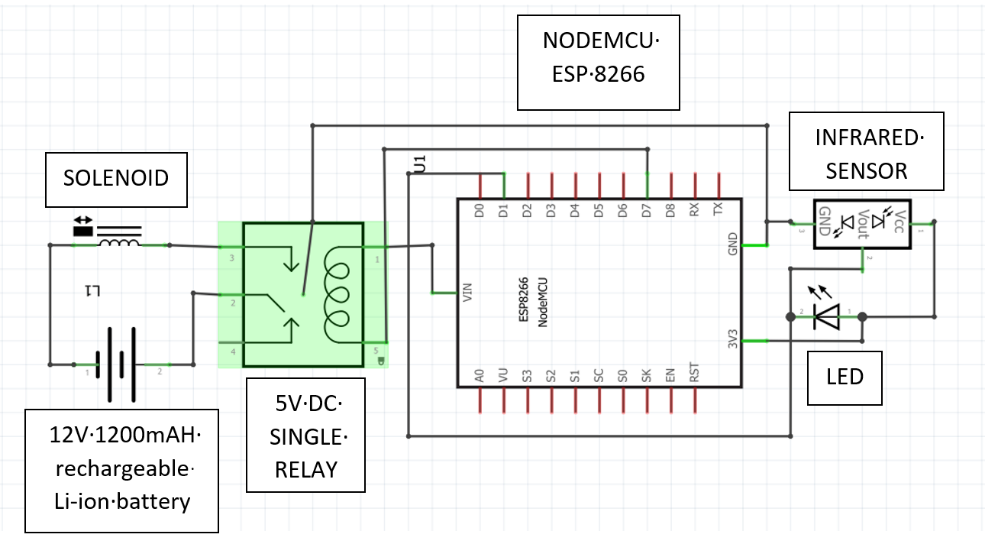 NODEMCU·
ESP·8266
INFRARED·
SENSOR
SOLENOID
U1
D0 D1 D2 D3 D4 D5 D6 D7 D8 RX TX
GND Vout Vcc
3 1
2
3 1
L1
2
VIN
ESP8266
NodeMCU
GND
2 1
4 5
3V3
1 2
A0 VU S3 S2 S1 SC S0 SK EN RST
LED
5V·DC·
SINGLE·
RELAY
12V·1200mAH·
rechargeable·
Li-ion·battery